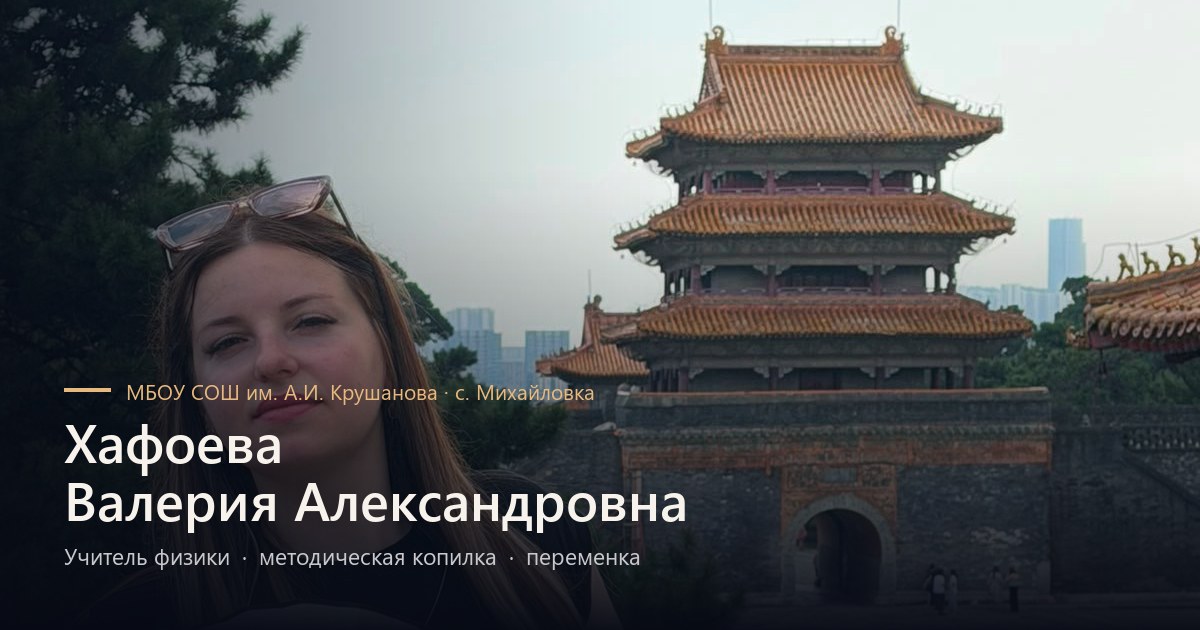 МБОУ СОШ им. А.И. Крушанова · с. Михайловка
Хафоева
Валерия Александровна
Учитель физики · методическая копилка · переменка